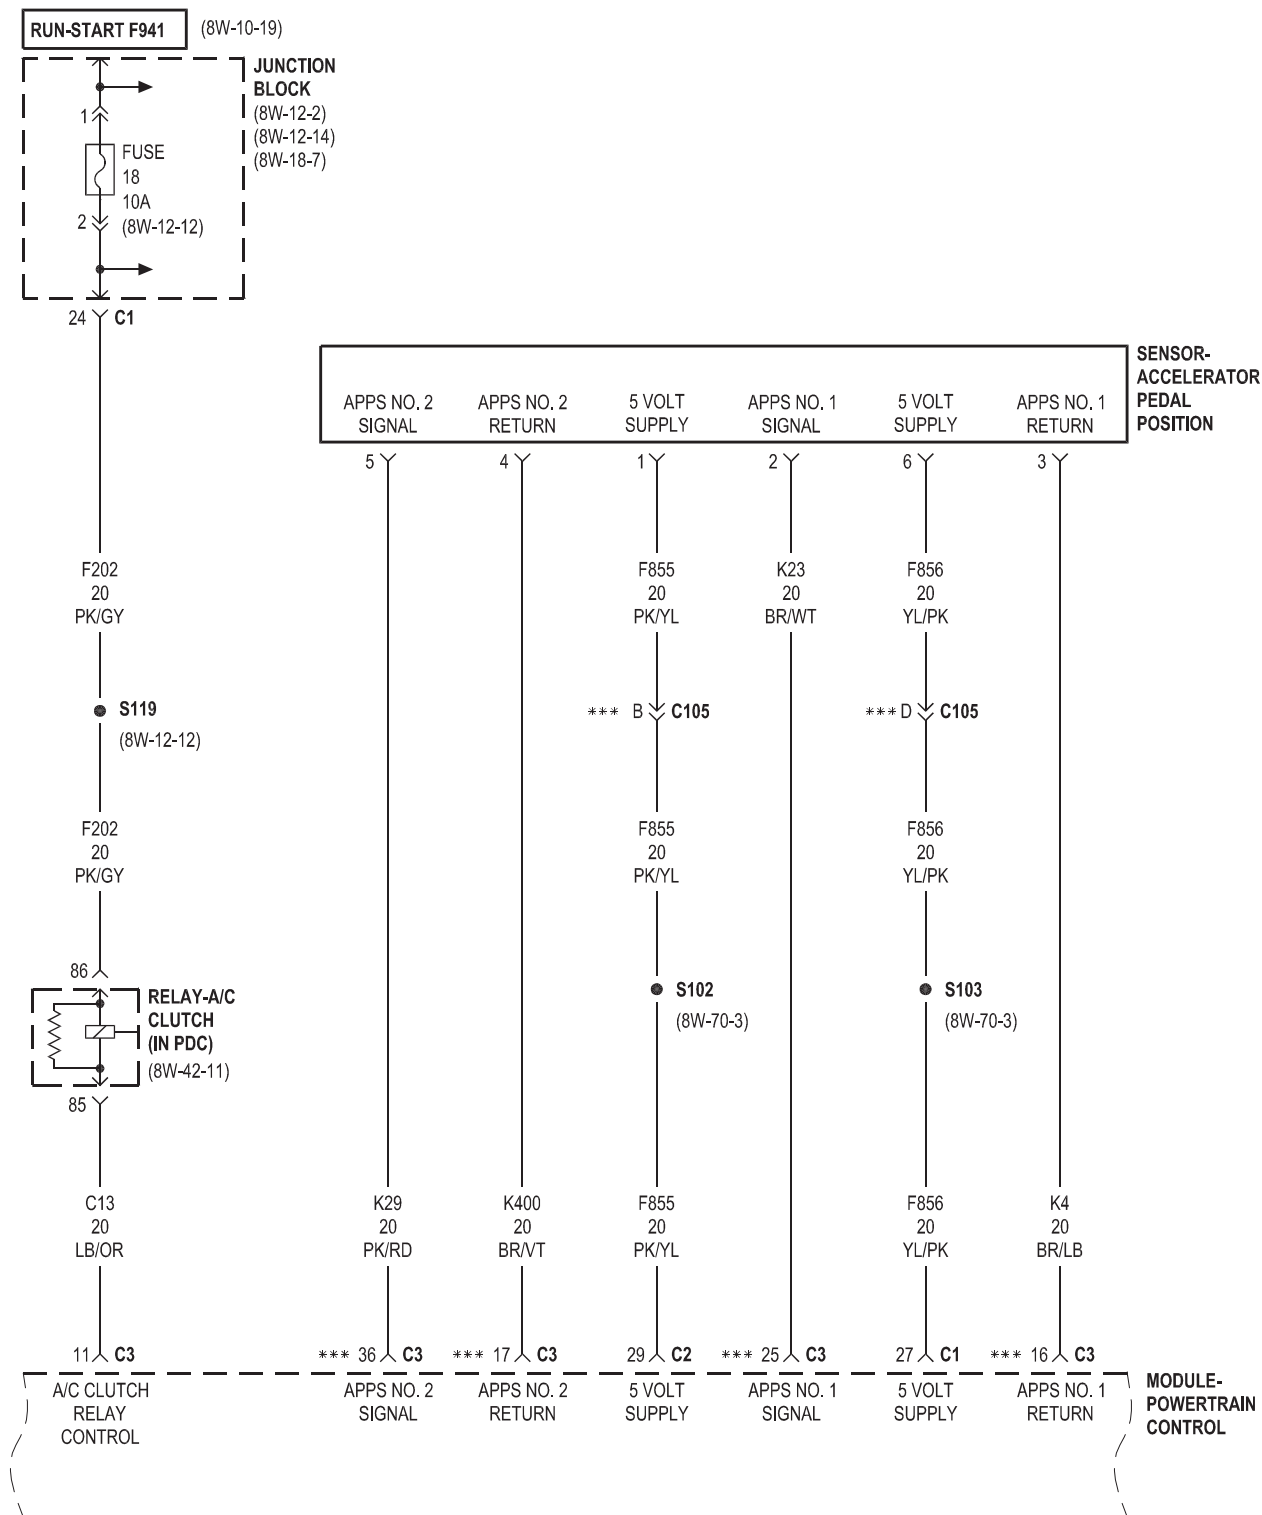 RUN-START F941 (8W-10-19)
JUNCTION
BLOCK
(8W-12-2)
(8W-12-14)
(8W-18-7)
1
FUSE
18
10A
(8W-12-12)
2
24 C1
SENSOR-
ACCELERATOR
PEDAL
POSITION
APPS NO. 2
SIGNAL
APPS NO. 2
RETURN
5 VOLT
SUPPLY
APPS NO. 1
SIGNAL
5 VOLT
SUPPLY
APPS NO. 1
RETURN
5 4 1 2 6 3
F202
20
PK/GY
F855
20
PK/YL
K23
20
BR/WT
F856
20
YL/PK
S119
(8W-12-12)
*** B C105
*** D C105
F202
20
PK/GY
F855
20
PK/YL
F856
20
YL/PK
86
RELAY-A/C
CLUTCH
(IN PDC)
(8W-42-11)
85
S102
(8W-70-3)
S103
(8W-70-3)
C13
20
LB/OR
K29
20
PK/RD
K400
20
BR/VT
F855
20
PK/YL
F856
20
YL/PK
K4
20
BR/LB
11 C3
*** 36 C3
*** 17 C3
29 C2
*** 25 C3
27 C1
*** 16 C3
A/C CLUTCH
RELAY
CONTROL
APPS NO. 2
SIGNAL
APPS NO. 2
RETURN
5 VOLT
SUPPLY
APPS NO. 1
SIGNAL
5 VOLT
SUPPLY
APPS NO. 1
RETURN
MODULE-
POWERTRAIN
CONTROL